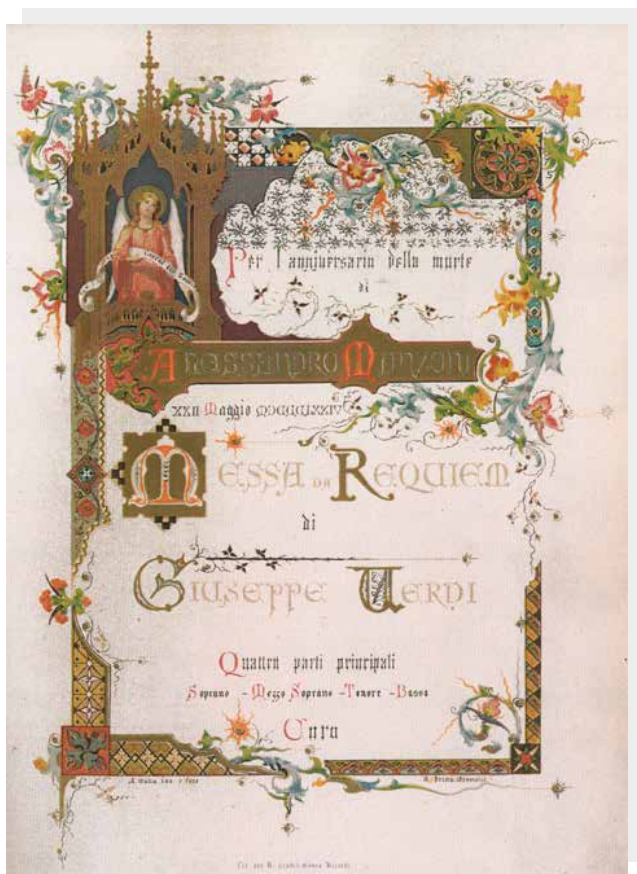 Per l'anniversario della morte
di
ALESSANDRO MANZONI
XXII Maggio MDCCCLXXIV
MESSA DA REQUIEM
di
GIUSEPPE VERDI
Quattro parti principali
Soprano - Mezzo Soprano - Tenore - Basso
Coro